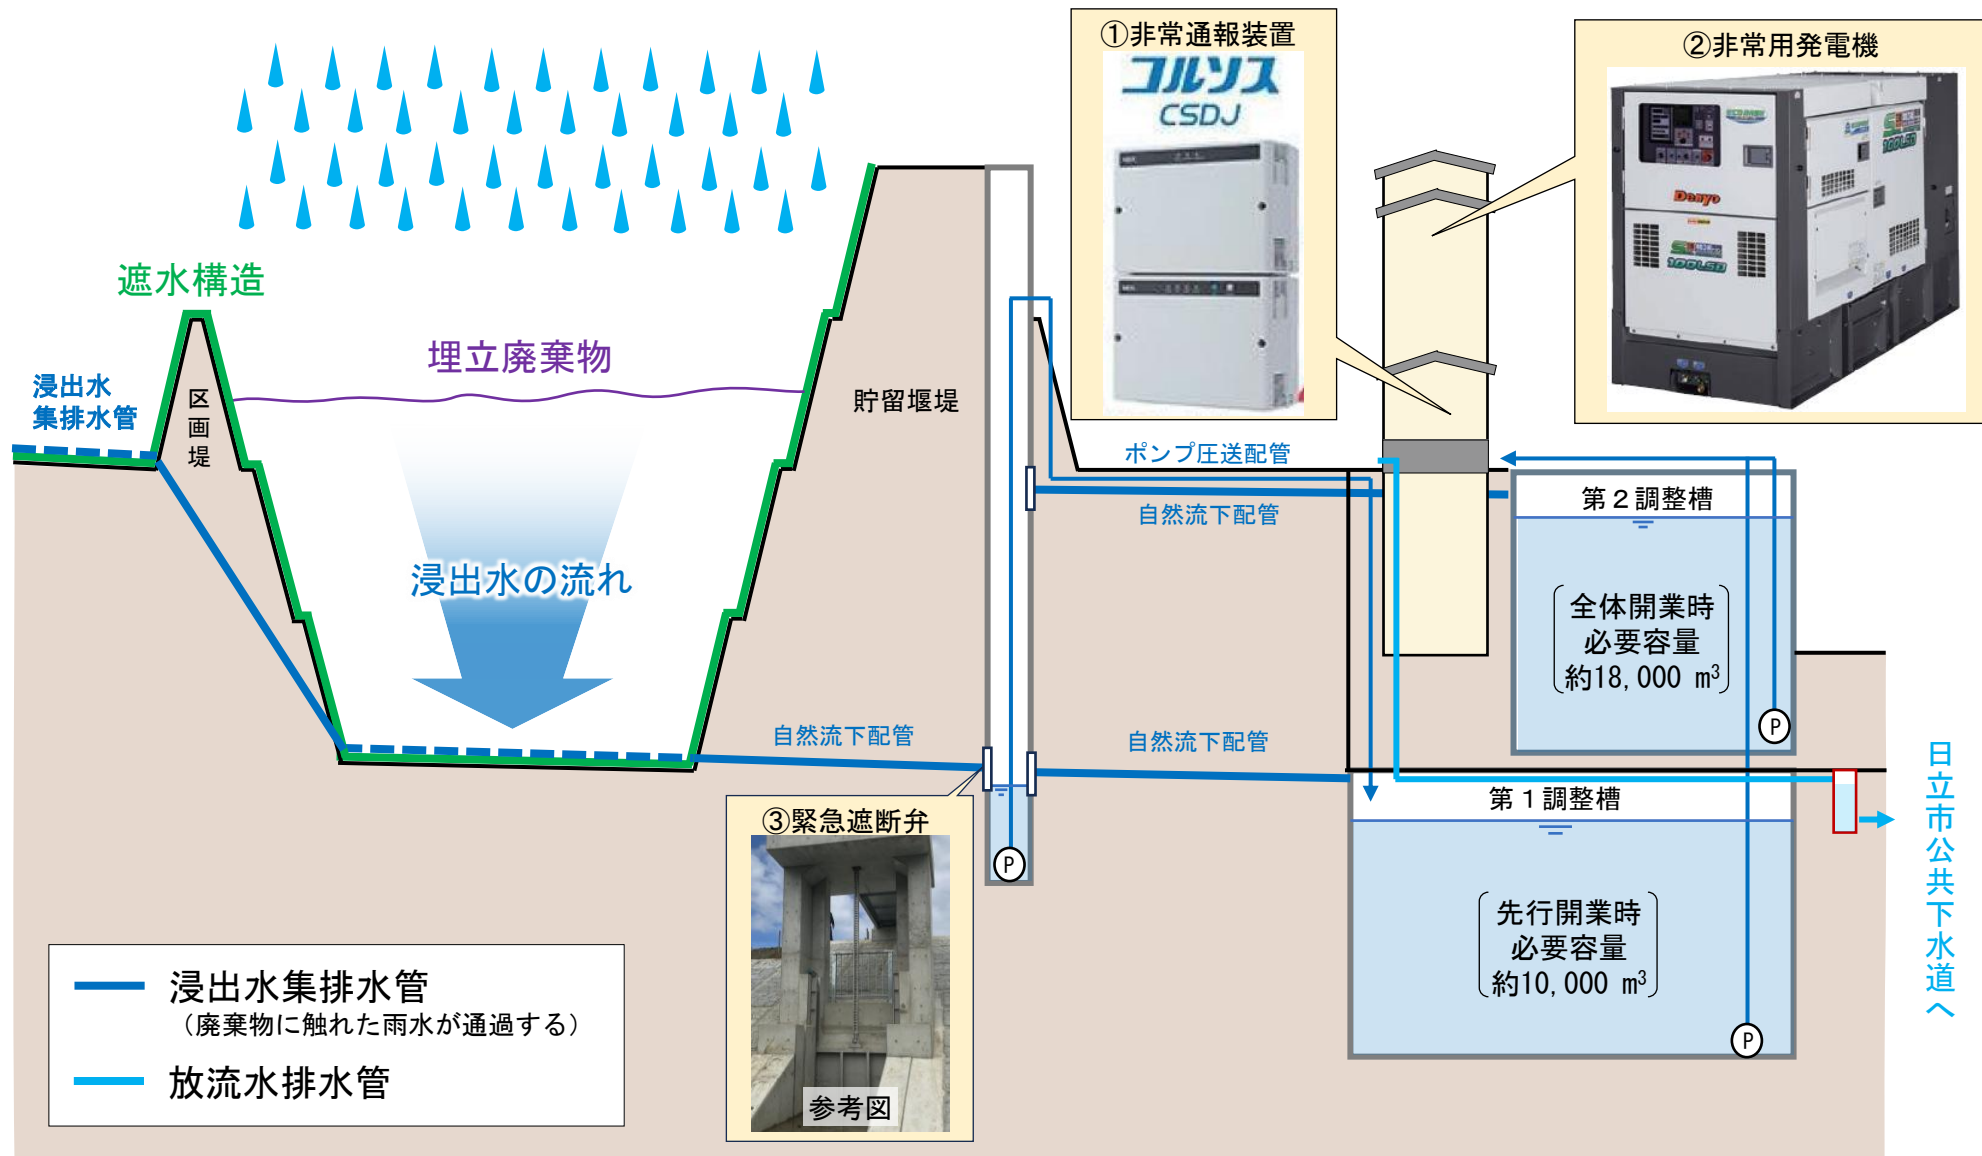 ①非常通報装置
コルソス
CSDJ
②非常用発電機
Denyo
100LSD
100LSD
遮水構造
埋立廃棄物
浸出水
集排水管
区画堤
貯留堰堤
浸出水の流れ
ポンプ圧送配管
自然流下配管
自然流下配管
自然流下配管
第2調整槽
全体開業時
必要容量
約18,000 m³
P
第1調整槽
先行開業時
必要容量
約10,000 m³
P
P
日立市公共下水道へ
③緊急遮断弁
参考図
浸出水集排水管
（廃棄物に触れた雨水が通過する）
放流水排水管